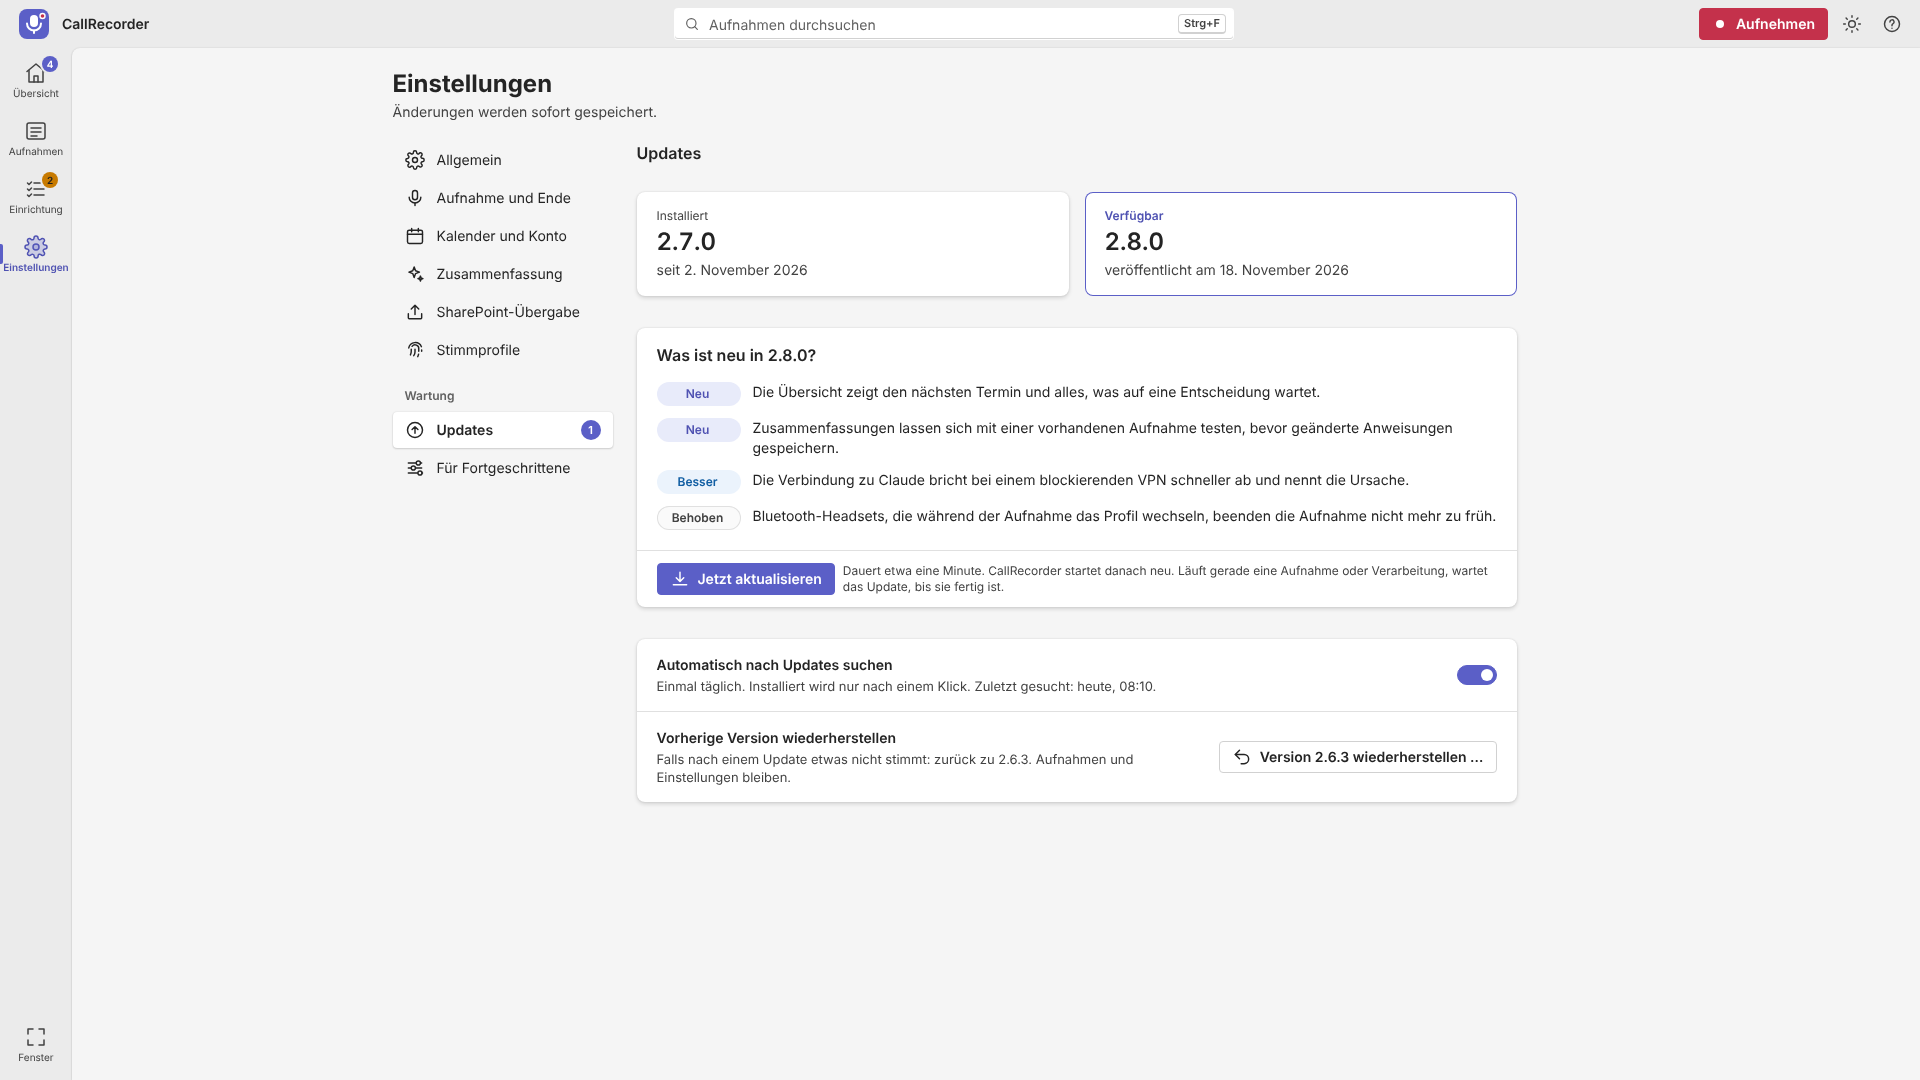 CallRecorder
Aufnahmen durchsuchen
Strg+F
Aufnehmen
4
Übersicht
Aufnahmen
2
Einrichtung
Einstellungen
Fenster
Einstellungen
Änderungen werden sofort gespeichert.
Allgemein
Aufnahme und Ende
Kalender und Konto
Zusammenfassung
SharePoint-Übergabe
Stimmprofile
Wartung
Updates
1
Für Fortgeschrittene
Updates
Installiert
2.7.0
seit 2. November 2026
Verfügbar
2.8.0
veröffentlicht am 18. November 2026
Was ist neu in 2.8.0?
Neu
Die Übersicht zeigt den nächsten Termin und alles, was auf eine Entscheidung wartet.
Neu
Zusammenfassungen lassen sich mit einer vorhandenen Aufnahme testen, bevor geänderte Anweisungen
gespeichern.
Besser
Die Verbindung zu Claude bricht bei einem blockierenden VPN schneller ab und nennt die Ursache.
Behoben
Bluetooth-Headsets, die während der Aufnahme das Profil wechseln, beenden die Aufnahme nicht mehr zu früh.
Jetzt aktualisieren
Dauert etwa eine Minute. CallRecorder startet danach neu. Läuft gerade eine Aufnahme oder Verarbeitung, wartet
das Update, bis sie fertig ist.
Automatisch nach Updates suchen
Einmal täglich. Installiert wird nur nach einem Klick. Zuletzt gesucht: heute, 08:10.
Vorherige Version wiederherstellen
Falls nach einem Update etwas nicht stimmt: zurück zu 2.6.3. Aufnahmen und
Einstellungen bleiben.
Version 2.6.3 wiederherstellen ...